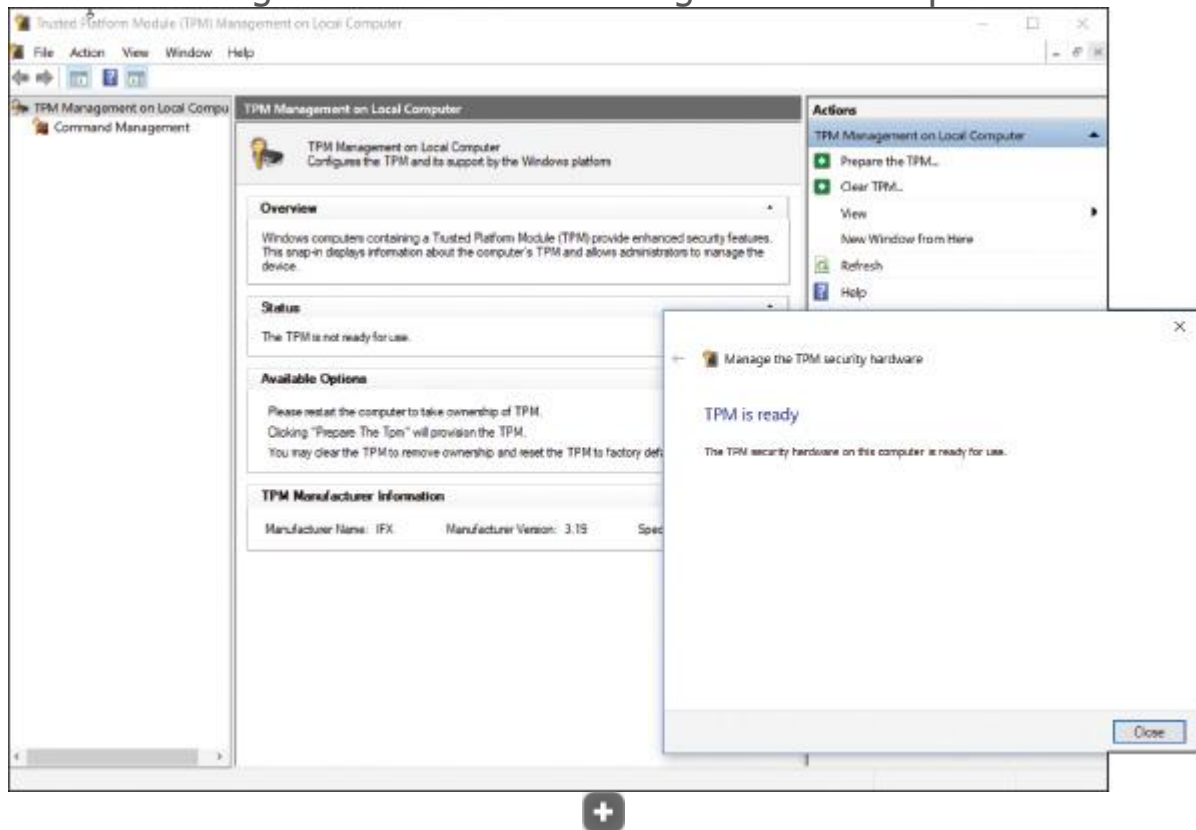 Trusted Platform Module (TPM) Management on Local Computer
File Action View Window Help
TPM Management on Local Compu
Command Management
TPM Management on Local Computer
TPM Management on Local Computer
Configures the TPM and its support by the Windows platform
Overview
Windows computers containing a Trusted Platform Module (TPM) provide enhanced security features.
This snap-in displays information about the computer's TPM and allows administrators to manage the
device.
Status
The TPM is not ready for use.
Available Options
Please restart the computer to take ownership of TPM.
Clicking "Prepare The Tpm" will provision the TPM.
You may clear the TPM to remove ownership and reset the TPM to factory defa
TPM Manufacturer Information
Manufacturer Name: IFX Manufacturer Version: 3.19 Spec
Actions
TPM Management on Local Computer
Prepare the TPM...
Clear TPM...
View
New Window from Here
Refresh
Help
Manage the TPM security hardware
TPM is ready
The TPM security hardware on this computer is ready for use.
Close